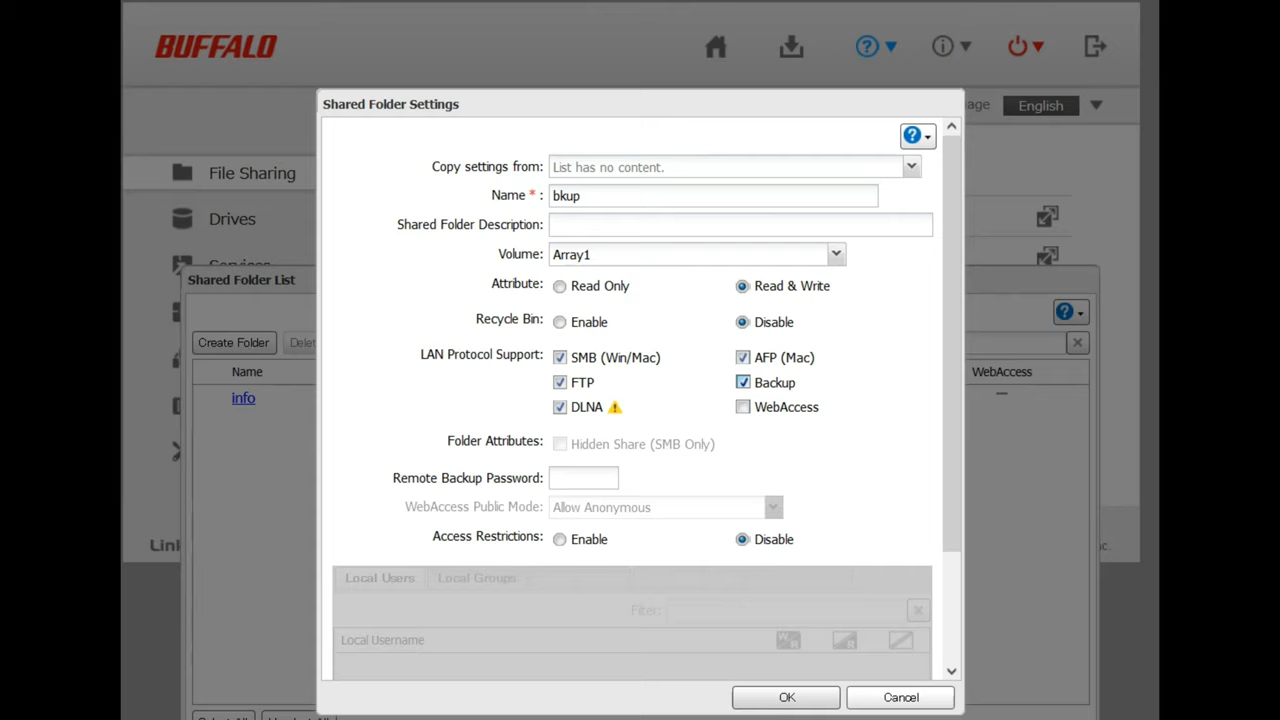 BUFFALO
Shared Folder Settings
age English
Copy settings from: List has no content.
Name * : bkup
Shared Folder Description:
Volume: Array1
Attribute: Read Only Read & Write
Recycle Bin: Enable Disable
LAN Protocol Support: SMB (Win/Mac) AFP (Mac)
FTP Backup
DLNA WebAccess
Folder Attributes: Hidden Share (SMB Only)
Remote Backup Password:
WebAccess Public Mode: Allow Anonymous
Access Restrictions: Enable Disable
Local Users Local Groups
Filter:
Local Username
OK Cancel
File Sharing
Drives
Services
Shared Folder List
Create Folder Delet
Name WebAccess
info
Link
c.